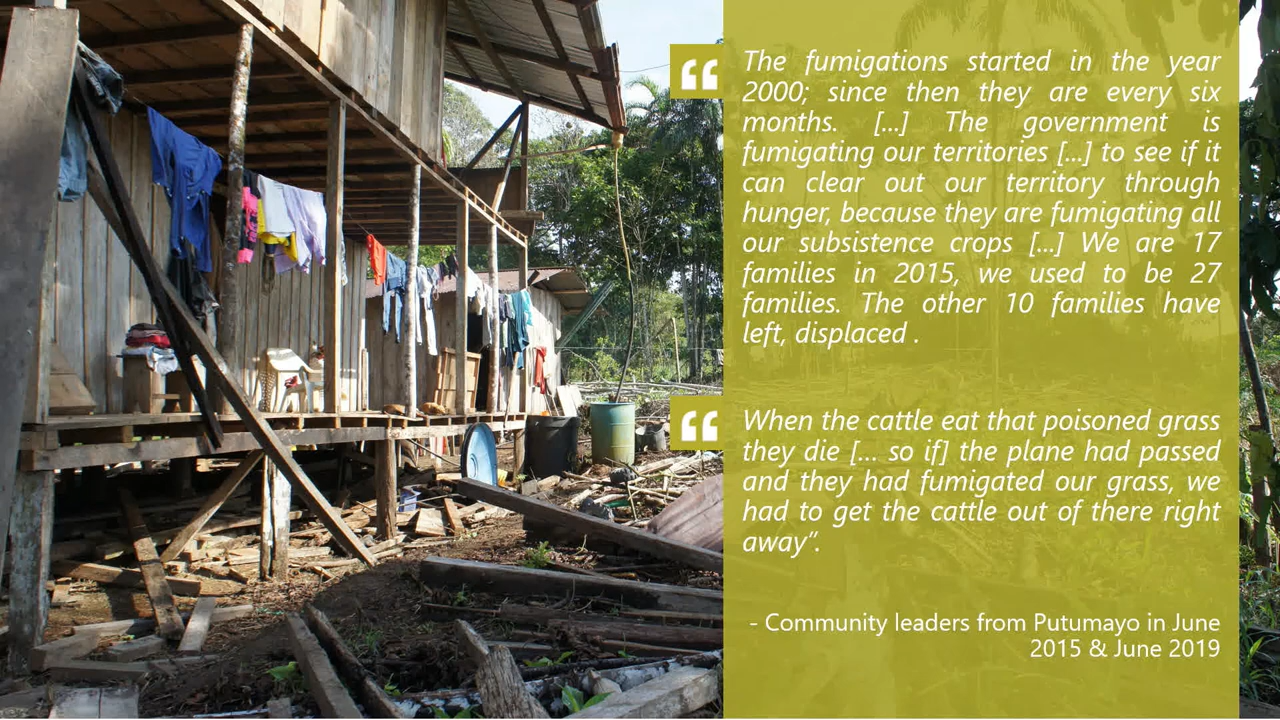 “
The fumigations started in the year
2000; since then they are every six
months. [...] The government is
fumigating our territories [...] to see if it
can clear out our territory through
hunger, because they are fumigating all
our subsistence crops [...] We are 17
families in 2015, we used to be 27
families. The other 10 families have
left, displaced .
“
When the cattle eat that poisoned grass
they die [... so if] the plane had passed
and they had fumigated our grass, we
had to get the cattle out of there right
away”.
- Community leaders from Putumayo in June
2015 & June 2019